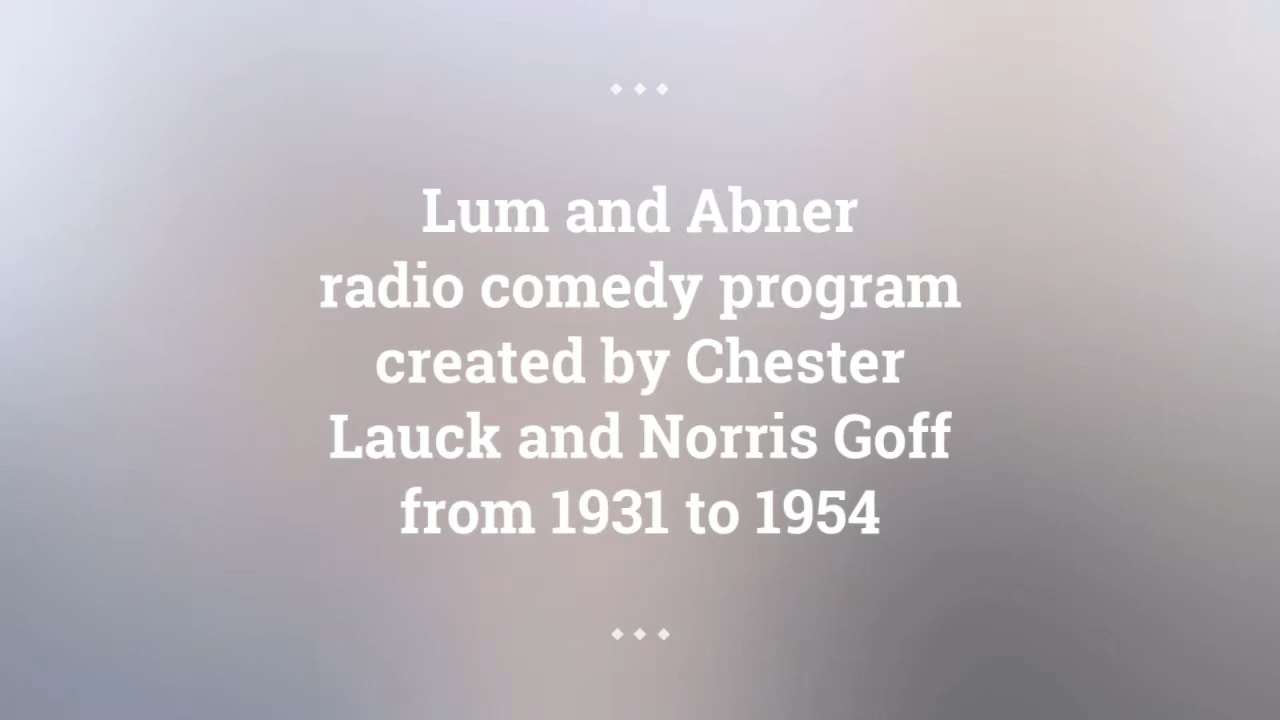 Lum and Abner
radio comedy program
created by Chester
Lauck and Norris Goff
from 1931 to 1954